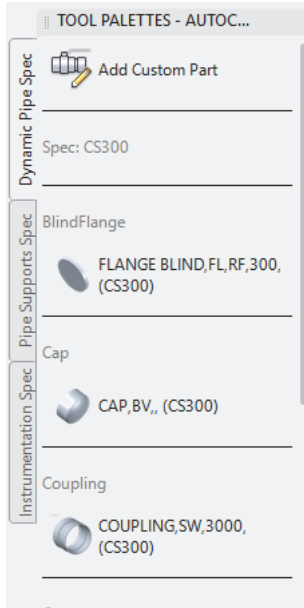 TOOL PALETTES - AUTOC...
Dynamic Pipe Spec
Pipe Supports Spec
Instrumentation Spec
Add Custom Part
Spec: CS300
BlindFlange
FLANGE BLIND,FL,RF,300,
(CS300)
Cap
CAP,BV,, (CS300)
Coupling
COUPLING,SW,3000,
(CS300)